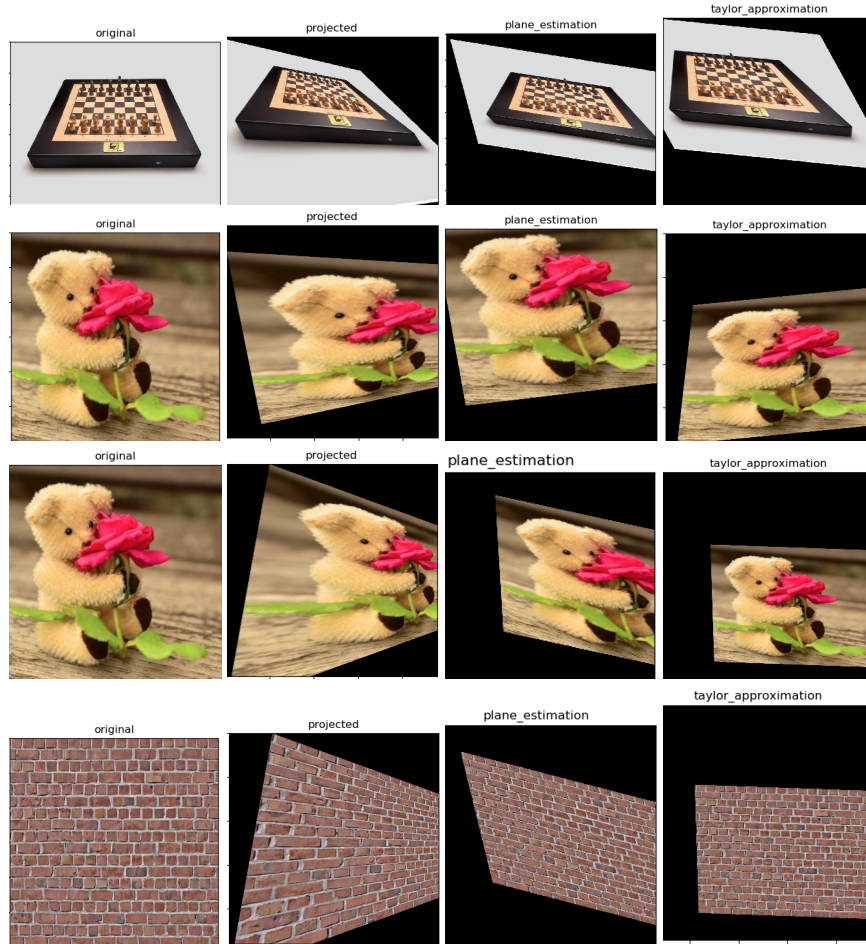 original
projected
plane_estimation
taylor_approximation
original
projected
plane_estimation
taylor_approximation
original
projected
plane_estimation
taylor_approximation
original
projected
plane_estimation
taylor_approximation